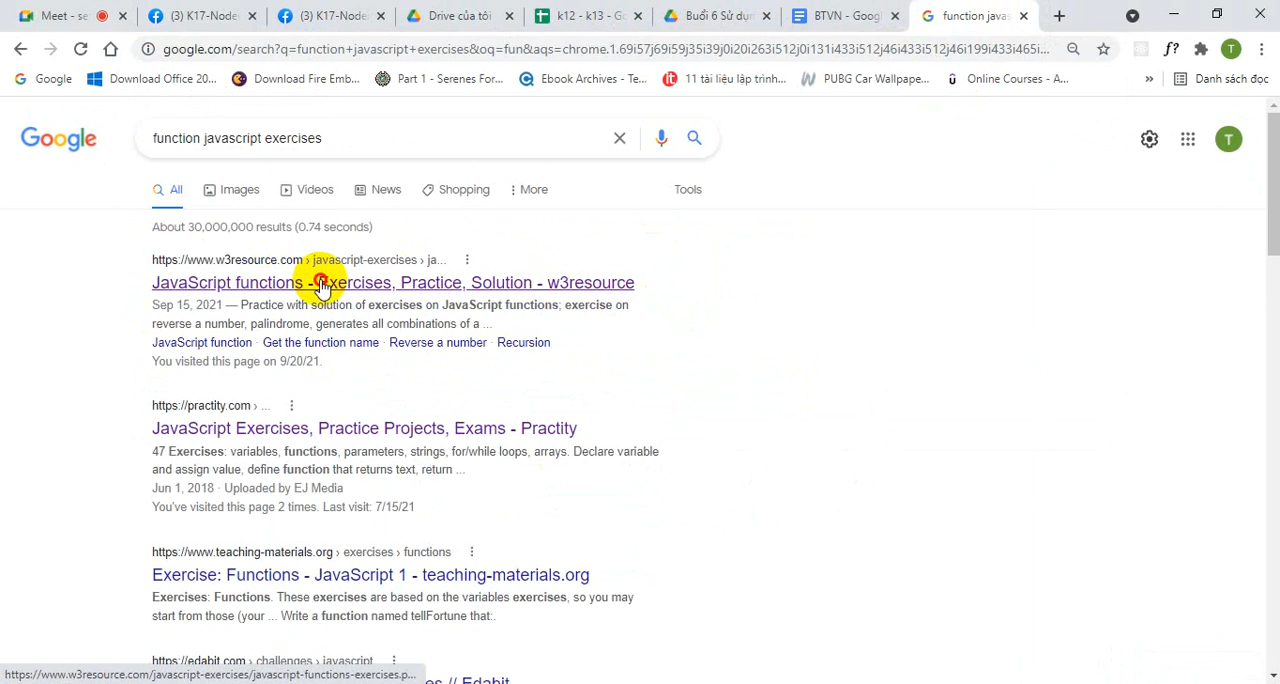 Meet - se
(3) K17-Node
(3) K17-Node
Drive của tôi
k12 - k13 - Go
Buổi 6 Sử dụ
BTVN - Google
function javas
google.com/search?q=function+javascript+exercises&oq=fun&aqs=chrome.1.69i57j69i59j35i39j0i20i263i512j0i131i433i512j46i433i512j46i199i433i465i...
Google
Download Office 20...
Download Fire Emb...
Part 1 - Serenes For...
Ebook Archives - Te...
11 tài liệu lập trình...
PUBG Car Wallpape...
Online Courses - A...
»
Danh sách đọc
Google
function javascript exercises
T
All
Images
Videos
News
Shopping
More
Tools
About 30,000,000 results (0.74 seconds)
https://www.w3resource.com › javascript-exercises › ja...
JavaScript functions - Exercises, Practice, Solution - w3resource
Sep 15, 2021 — Practice with solution of exercises on JavaScript functions; exercise on
reverse a number, palindrome, generates all combinations of a ...
JavaScript function · Get the function name · Reverse a number · Recursion
You visited this page on 9/20/21.
https://practity.com › ...
JavaScript Exercises, Practice Projects, Exams - Practity
47 Exercises: variables, functions, parameters, strings, for/while loops, arrays. Declare variable
and assign value, define function that returns text, return ...
Jun 1, 2018 · Uploaded by EJ Media
You've visited this page 2 times. Last visit: 7/15/21
https://www.teaching-materials.org › exercises › functions
Exercise: Functions - JavaScript 1 - teaching-materials.org
Exercises: Functions. These exercises are based on the variables exercises, so you may
start from those (your ... Write a function named tellFortune that:.
https://edabit.com › challenges › javascript
es // Edabit
https://www.w3resource.com/javascript-exercises/javascript-functions-exercises.p...